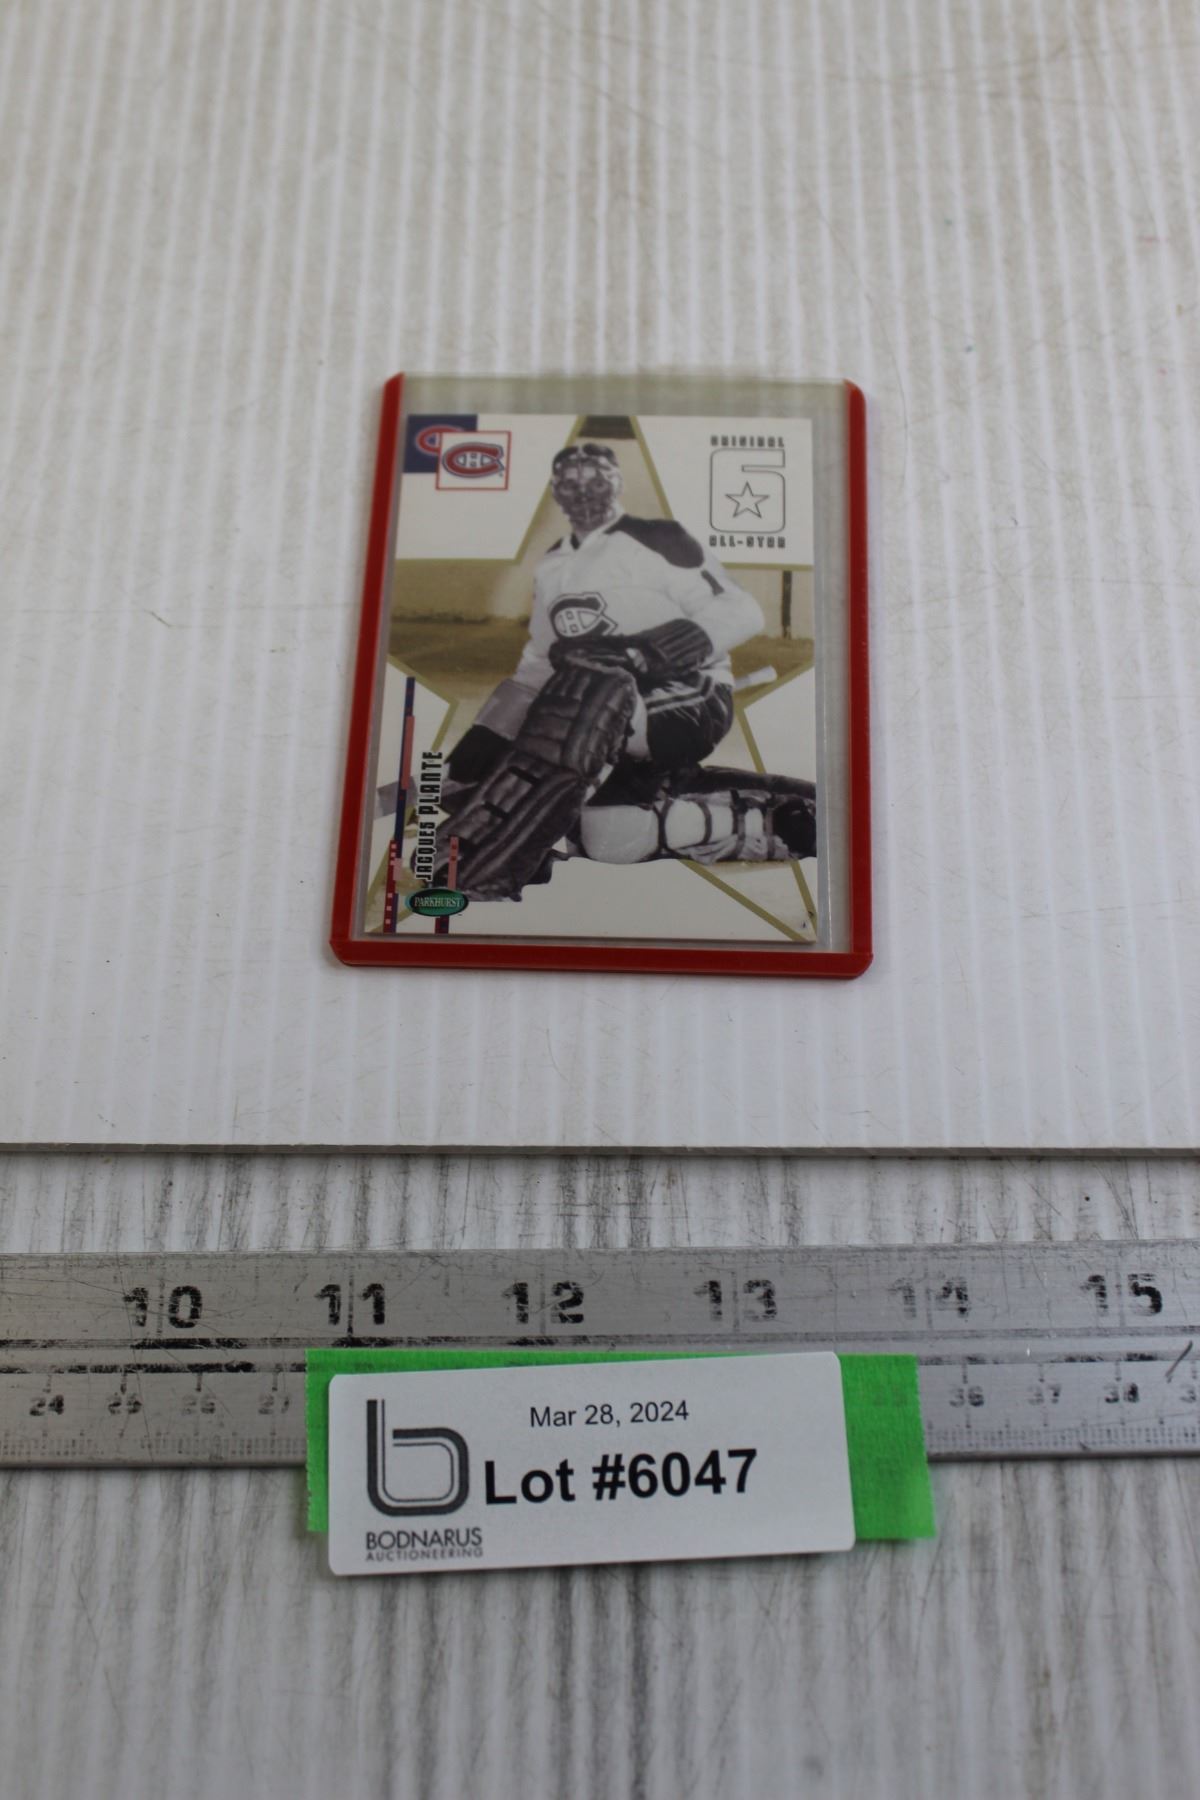 ORIGINAL
6
ALL-STAR
1
JACQUES PLANTE
PARKHURST
10 11 12 13 14 15
24 25 26 27 36 37 38
Mar 28, 2024
Lot #6047
BODNARUS
AUCTIONEERING